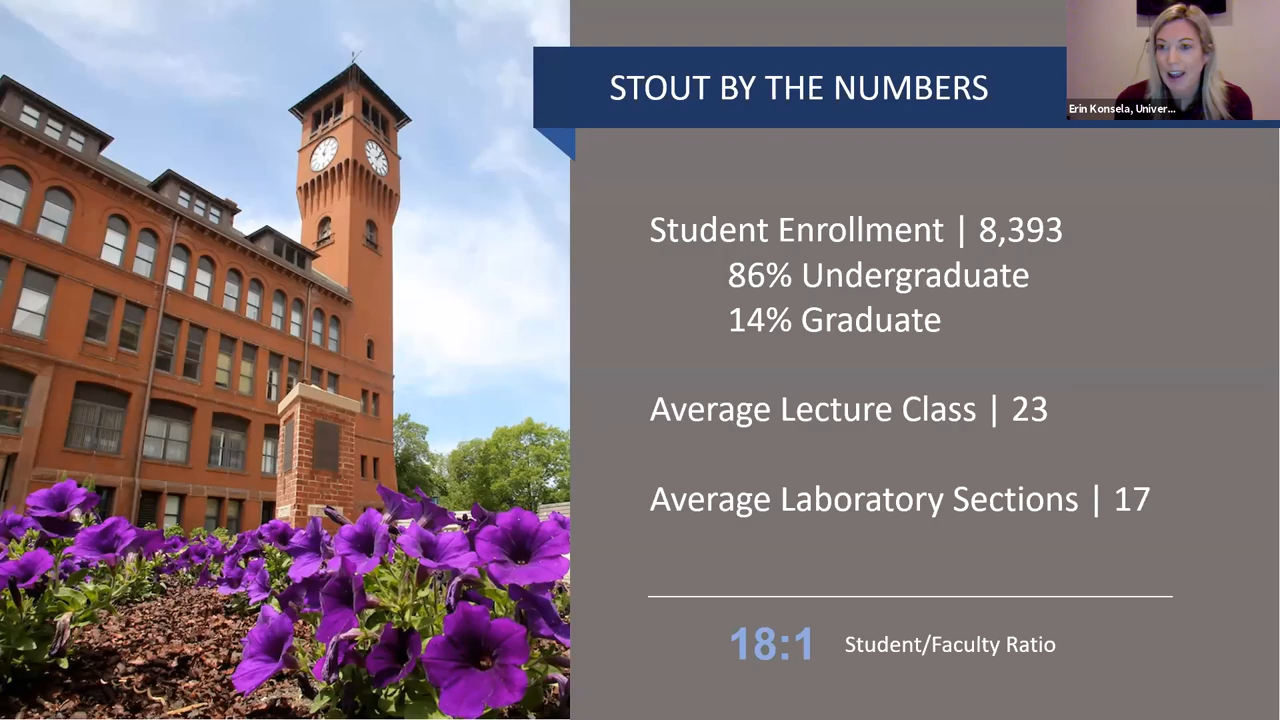 STOUT BY THE NUMBERS
Erin Konsela, Univer...
Student Enrollment | 8,393
86% Undergraduate
14% Graduate
Average Lecture Class | 23
Average Laboratory Sections | 17
18:1 Student/Faculty Ratio